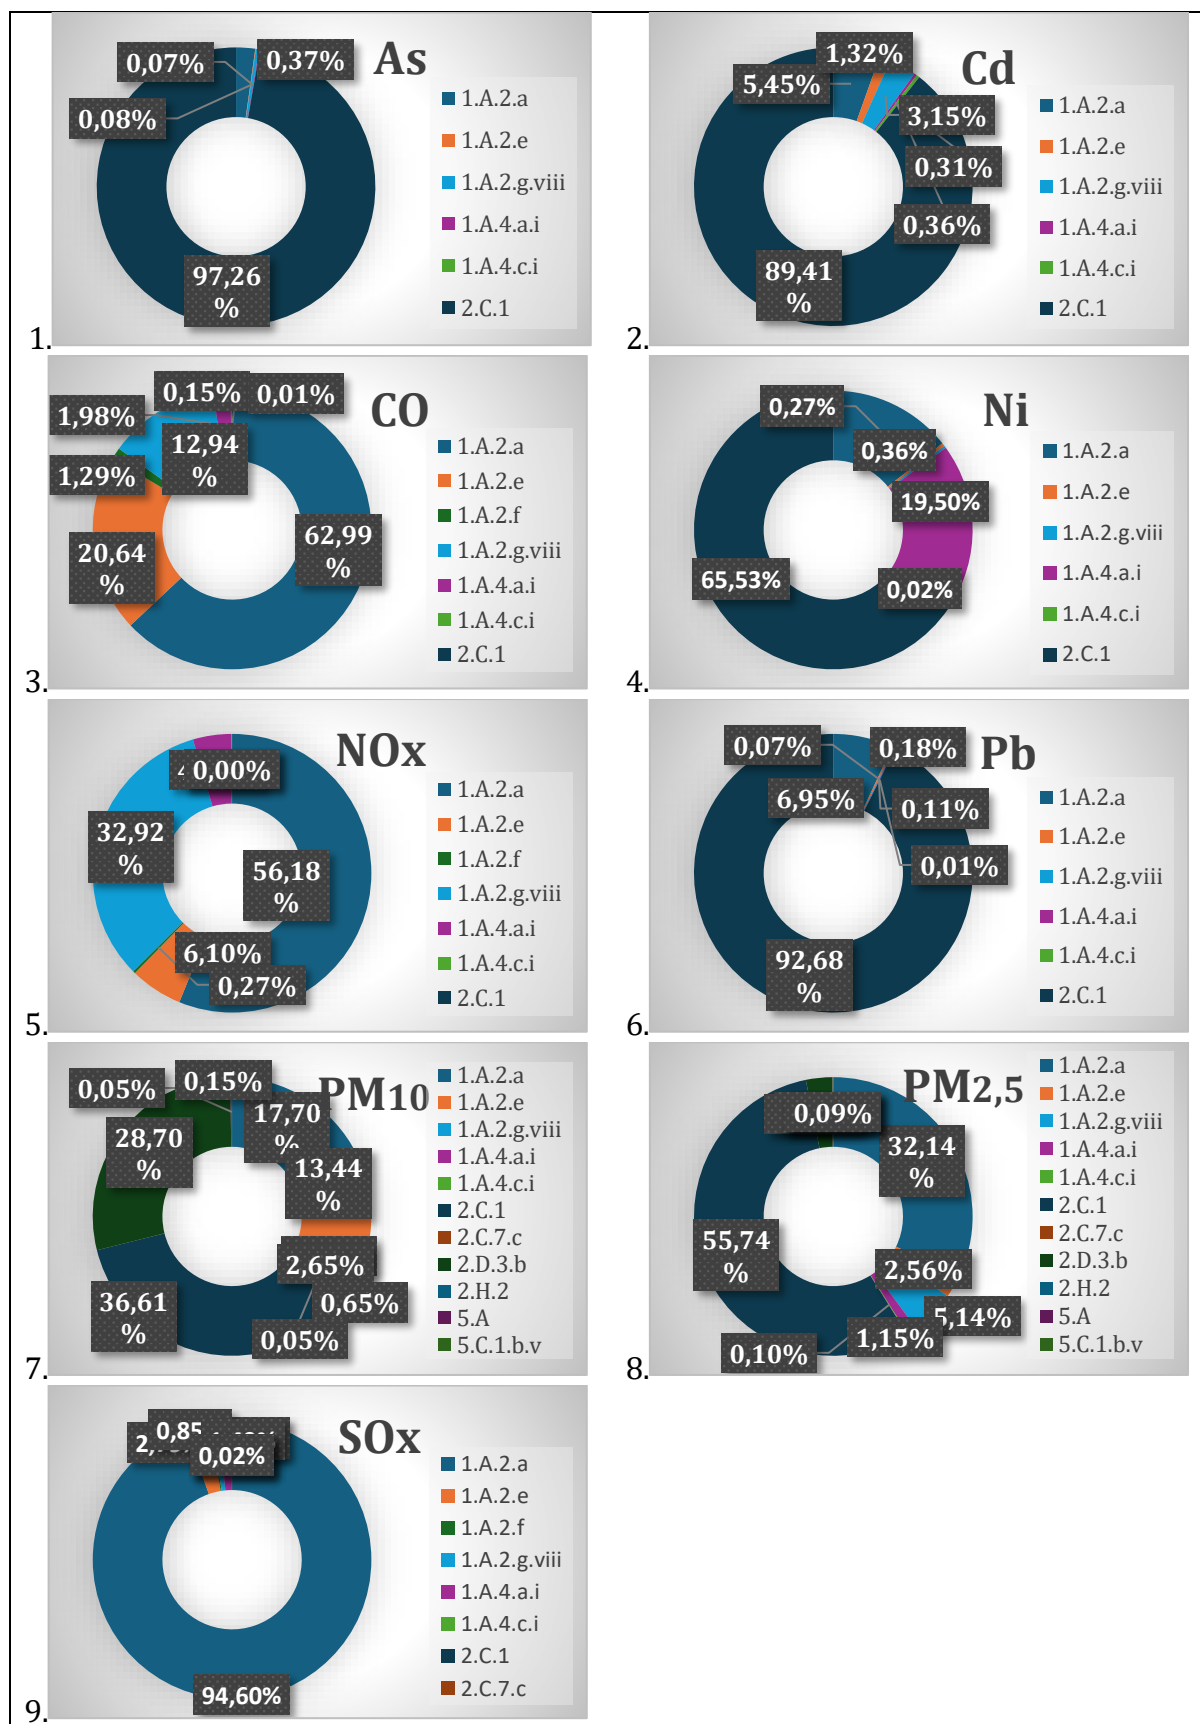 As
0,07%
0,37%
0,08%
97,26
%
1.A.2.a
1.A.2.e
1.A.2.g.viii
1.A.4.a.i
1.A.4.c.i
2.C.1
1.
Cd
1,32%
5,45%
3,15%
0,31%
0,36%
89,41
%
1.A.2.a
1.A.2.e
1.A.2.g.viii
1.A.4.a.i
1.A.4.c.i
2.C.1
2.
CO
0,15%
0,01%
1,98%
12,94
%
1,29%
20,64
%
62,99
%
1.A.2.a
1.A.2.e
1.A.2.f
1.A.2.g.viii
1.A.4.a.i
1.A.4.c.i
2.C.1
3.
Ni
0,27%
0,36%
19,50%
65,53%
0,02%
1.A.2.a
1.A.2.e
1.A.2.g.viii
1.A.4.a.i
1.A.4.c.i
2.C.1
4.
NOx
0,00%
32,92
%
56,18
%
6,10%
0,27%
1.A.2.a
1.A.2.e
1.A.2.f
1.A.2.g.viii
1.A.4.a.i
1.A.4.c.i
2.C.1
5.
Pb
0,07%
0,18%
6,95%
0,11%
0,01%
92,68
%
1.A.2.a
1.A.2.e
1.A.2.g.viii
1.A.4.a.i
1.A.4.c.i
2.C.1
6.
PM10
0,05%
0,15%
17,70
%
28,70
%
13,44
%
2,65%
0,65%
36,61
%
0,05%
1.A.2.a
1.A.2.e
1.A.2.g.viii
1.A.4.a.i
1.A.4.c.i
2.C.1
2.C.7.c
2.D.3.b
2.H.2
5.A
5.C.1.b.v
7.
PM2,5
0,09%
32,14
%
55,74
%
2,56%
5,14%
1,15%
0,10%
1.A.2.a
1.A.2.e
1.A.2.g.viii
1.A.4.a.i
1.A.4.c.i
2.C.1
2.C.7.c
2.D.3.b
2.H.2
5.A
5.C.1.b.v
8.
SOx
0,85
0,02%
94,60%
1.A.2.a
1.A.2.e
1.A.2.f
1.A.2.g.viii
1.A.4.a.i
1.A.4.c.i
2.C.1
2.C.7.c
9.